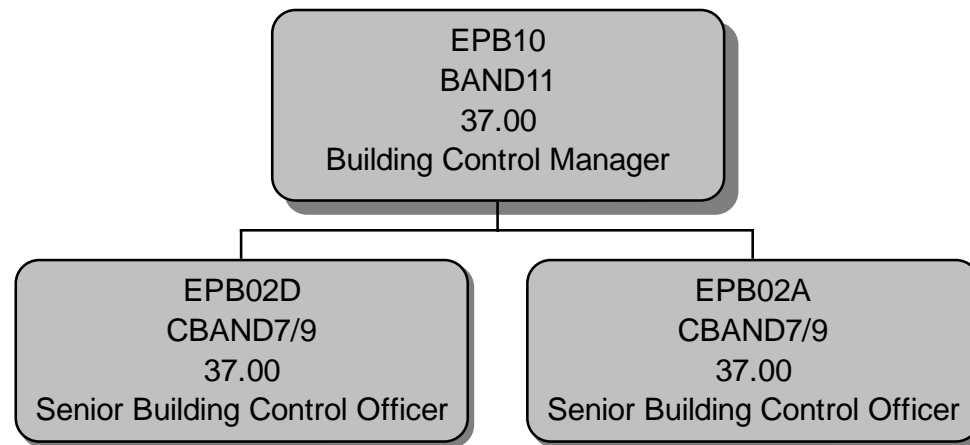 EPB10
BAND11
37.00
Building Control Manager
EPB02D
CBAND7/9
37.00
Senior Building Control Officer
EPB02A
CBAND7/9
37.00
Senior Building Control Officer